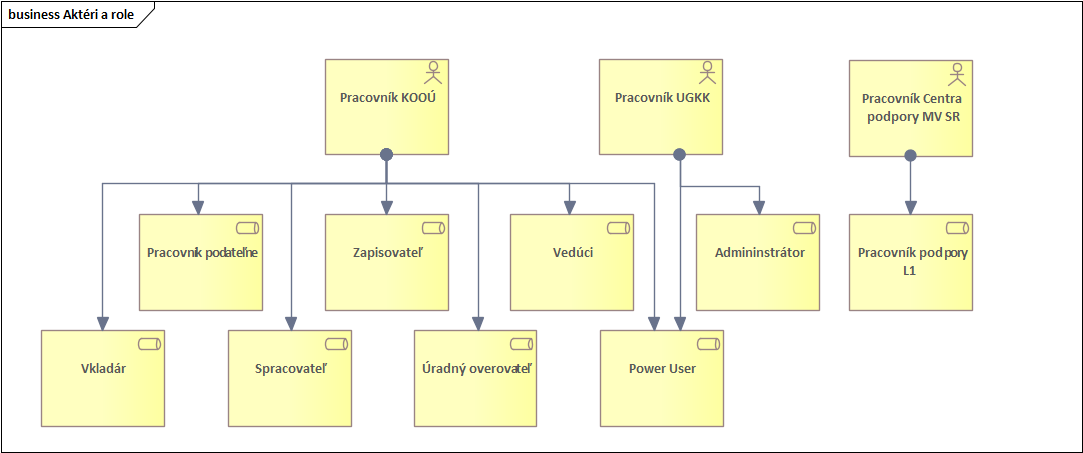 business Aktéri a role
Pracovník KOOÚ
Pracovník UGKK
Pracovník Centra
podpory MV SR
Pracovník podateľne
Zapisovateľ
Vedúci
Admininstrátor
Pracovník podpory
L1
Vkladár
Spracovateľ
Úradný overovateľ
Power User